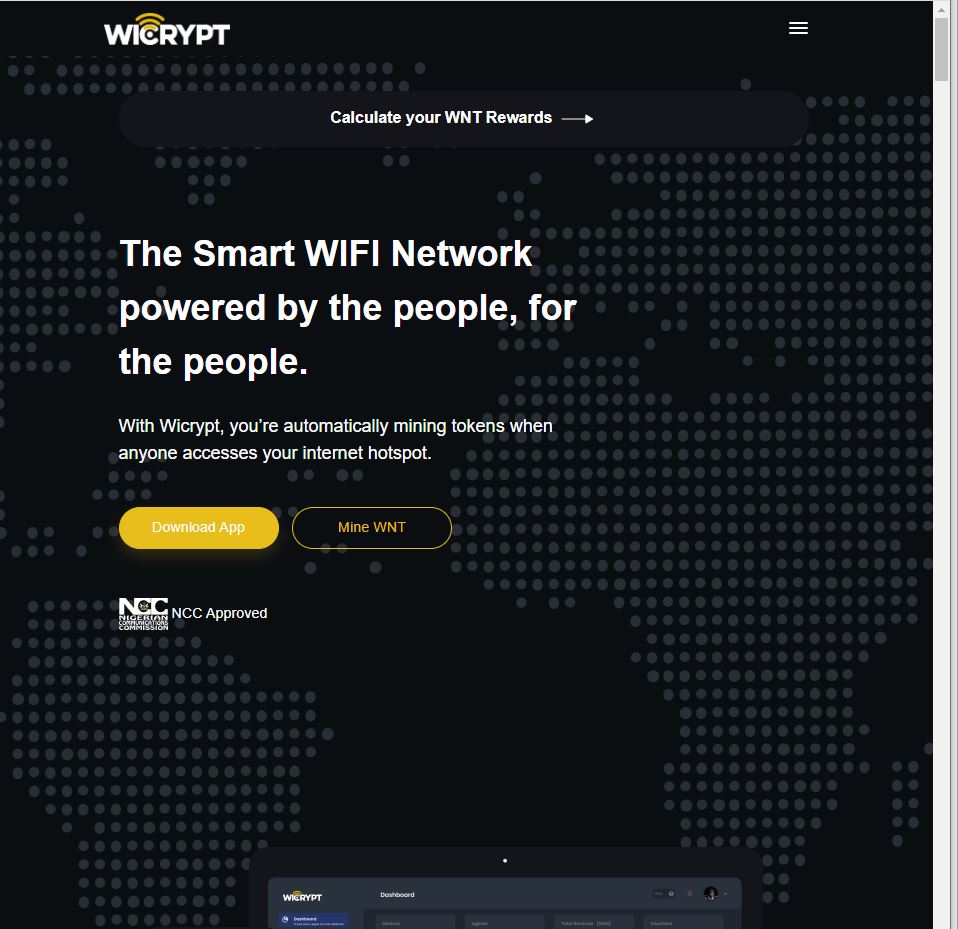 WICRYPT
Calculate your WNT Rewards
The Smart WIFI Network
powered by the people, for
the people.
With Wicrypt, you’re automatically mining tokens when
anyone accesses your internet hotspot.
Download App
Mine WNT
NCC
NIGERIAN
COMMUNICATIONS
COMMISSION
NCC Approved
WICRYPT
Dashboard
Dashboard
Devices
Agents
Total Revenue (NGN)
Vouchers